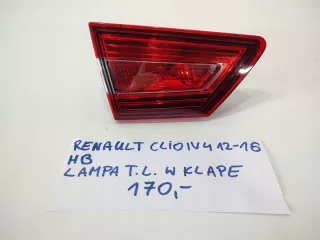 RENAULT CLIO IV 4 12-16
HB
LAMPA T.L. W KLAPE
170,-